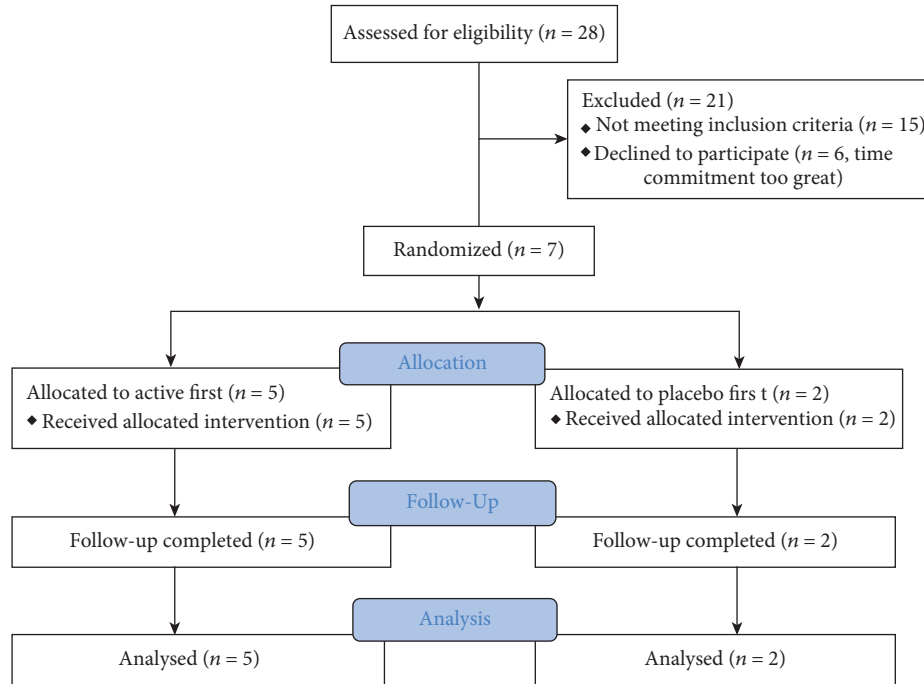 Assessed for eligibility (n = 28)
Excluded (n = 21)
◆ Not meeting inclusion criteria (n = 15)
◆ Declined to participate (n = 6, time
commitment too great)
Randomized (n = 7)
Allocation
Allocated to active first (n = 5)
◆ Received allocated intervention (n = 5)
Allocated to placebo firs t (n = 2)
◆ Received allocated intervention (n = 2)
Follow-Up
Follow-up completed (n = 5)
Follow-up completed (n = 2)
Analysis
Analysed (n = 5)
Analysed (n = 2)